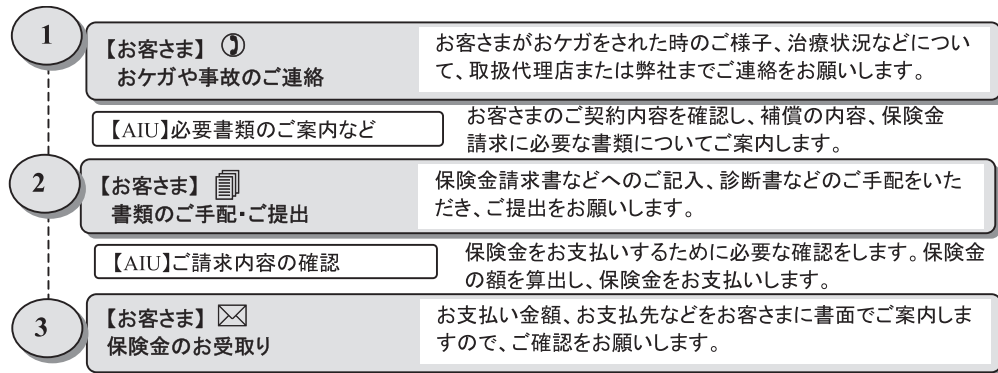 1
【お客さま】
おケガや事故のご連絡
お客さまがおケガをされた時のご様子、治療状況などについ
て、取扱代理店または弊社までご連絡をお願いします。
【AIU】必要書類のご案内など
お客さまのご契約内容を確認し、補償の内容、保険金
請求に必要な書類についてご案内します。
2
【お客さま】
書類のご手配・ご提出
保険金請求書などへのご記入、診断書などのご手配をいた
だき、ご提出をお願いします。
【AIU】ご請求内容の確認
保険金をお支払いするために必要な確認をします。保険金
の額を算出し、保険金をお支払いします。
3
【お客さま】
保険金のお受取り
お支払い金額、お支払先などをお客さまに書面でご案内しま
すので、ご確認をお願いします。